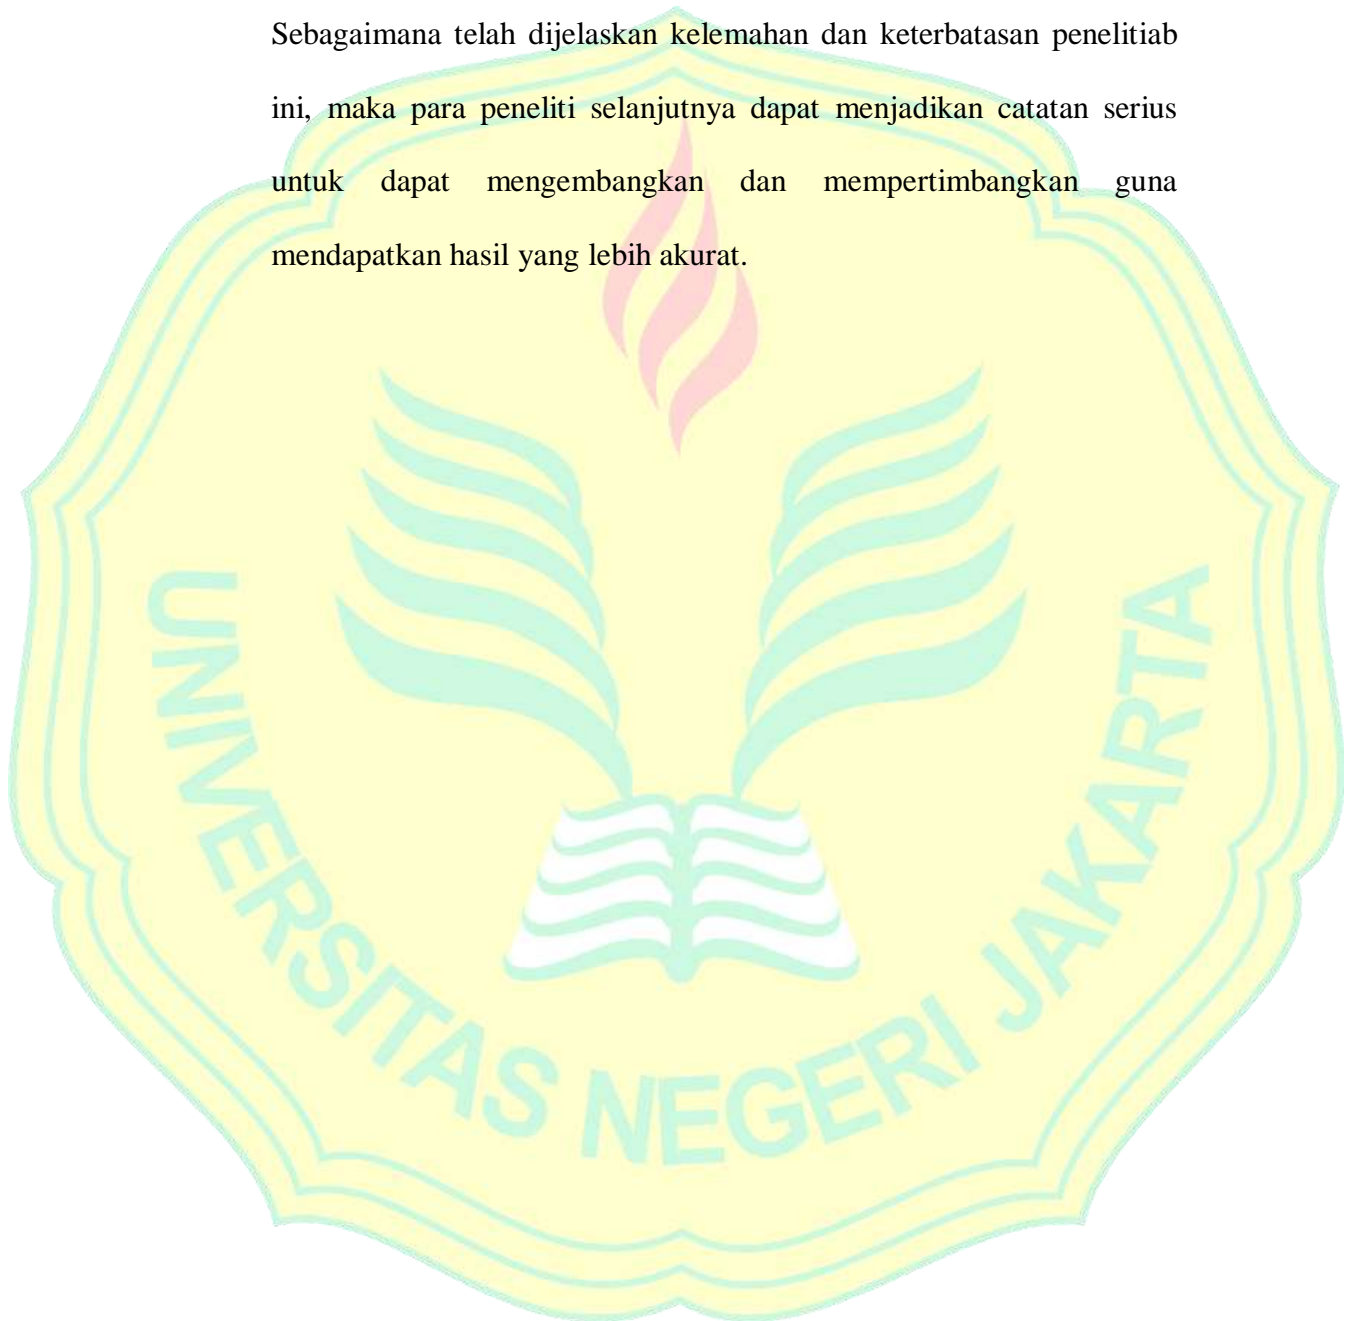 Sebagaimana telah dijelaskan kelemahan dan keterbatasan penelitiab
ini, maka para peneliti selanjutnya dapat menjadikan catatan serius
untuk dapat mengembangkan dan mempertimbangkan guna
mendapatkan hasil yang lebih akurat.
UNIVERSITAS NEGERI JAKARTA